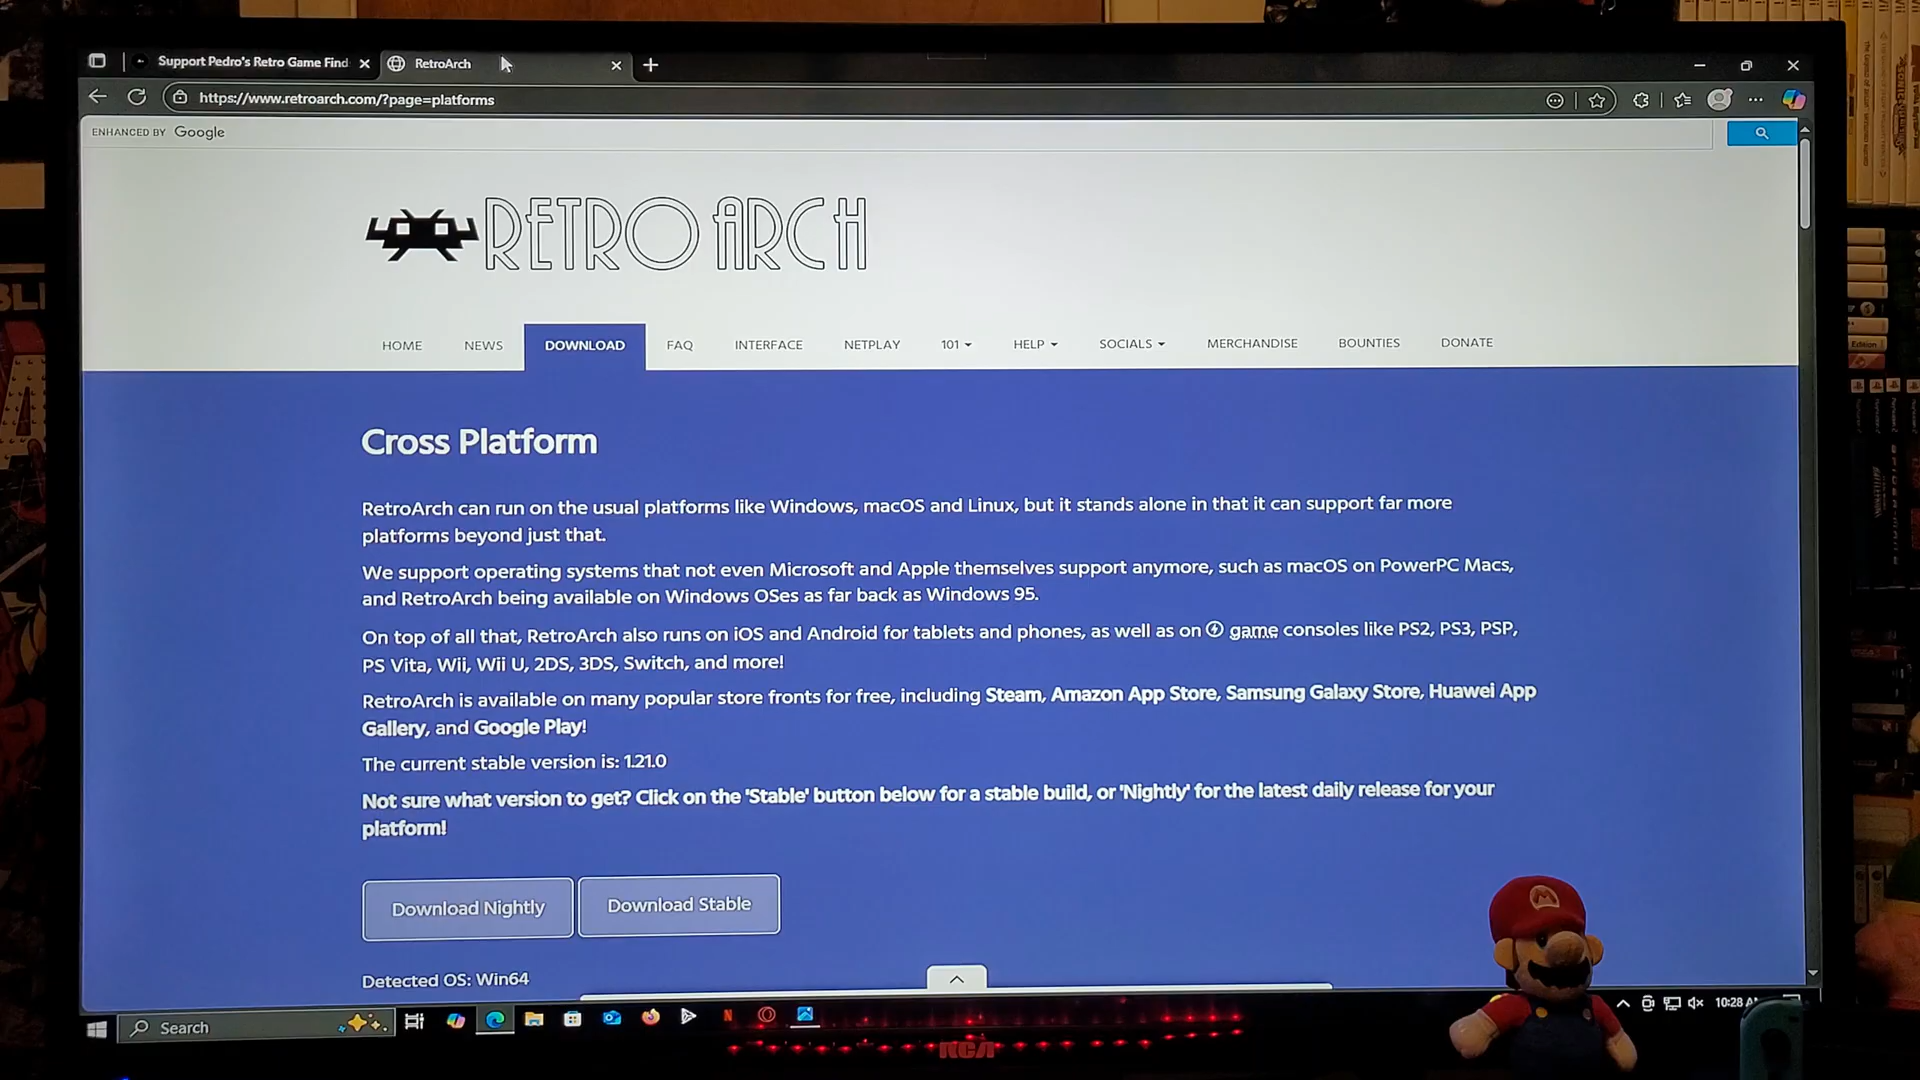 Support Pedro's Retro Game Find
RetroArch
https://www.retroarch.com/?page=platforms
ENHANCED BY Google
RETROARCH
HOME NEWS DOWNLOAD FAQ INTERFACE NETPLAY 101 HELP SOCIALS MERCHANDISE BOUNTIES DONATE
Cross Platform
RetroArch can run on the usual platforms like Windows, macOS and Linux, but it stands alone in that it can support far more
platforms beyond just that.
We support operating systems that not even Microsoft and Apple themselves support anymore, such as macOS on PowerPC Macs,
and RetroArch being available on Windows OSes as far back as Windows 95.
On top of all that, RetroArch also runs on iOS and Android for tablets and phones, as well as on game consoles like PS2, PS3, PSP,
PS Vita, Wii, Wii U, 2DS, 3DS, Switch, and more!
RetroArch is available on many popular store fronts for free, including Steam, Amazon App Store, Samsung Galaxy Store, Huawei App
Gallery, and Google Play!
The current stable version is: 1.21.0
Not sure what version to get? Click on the 'Stable' button below for a stable build, or 'Nightly' for the latest daily release for your
platform!
Download Nightly Download Stable
Detected OS: Win64
Search
10:28 A
RCA
M
Edition